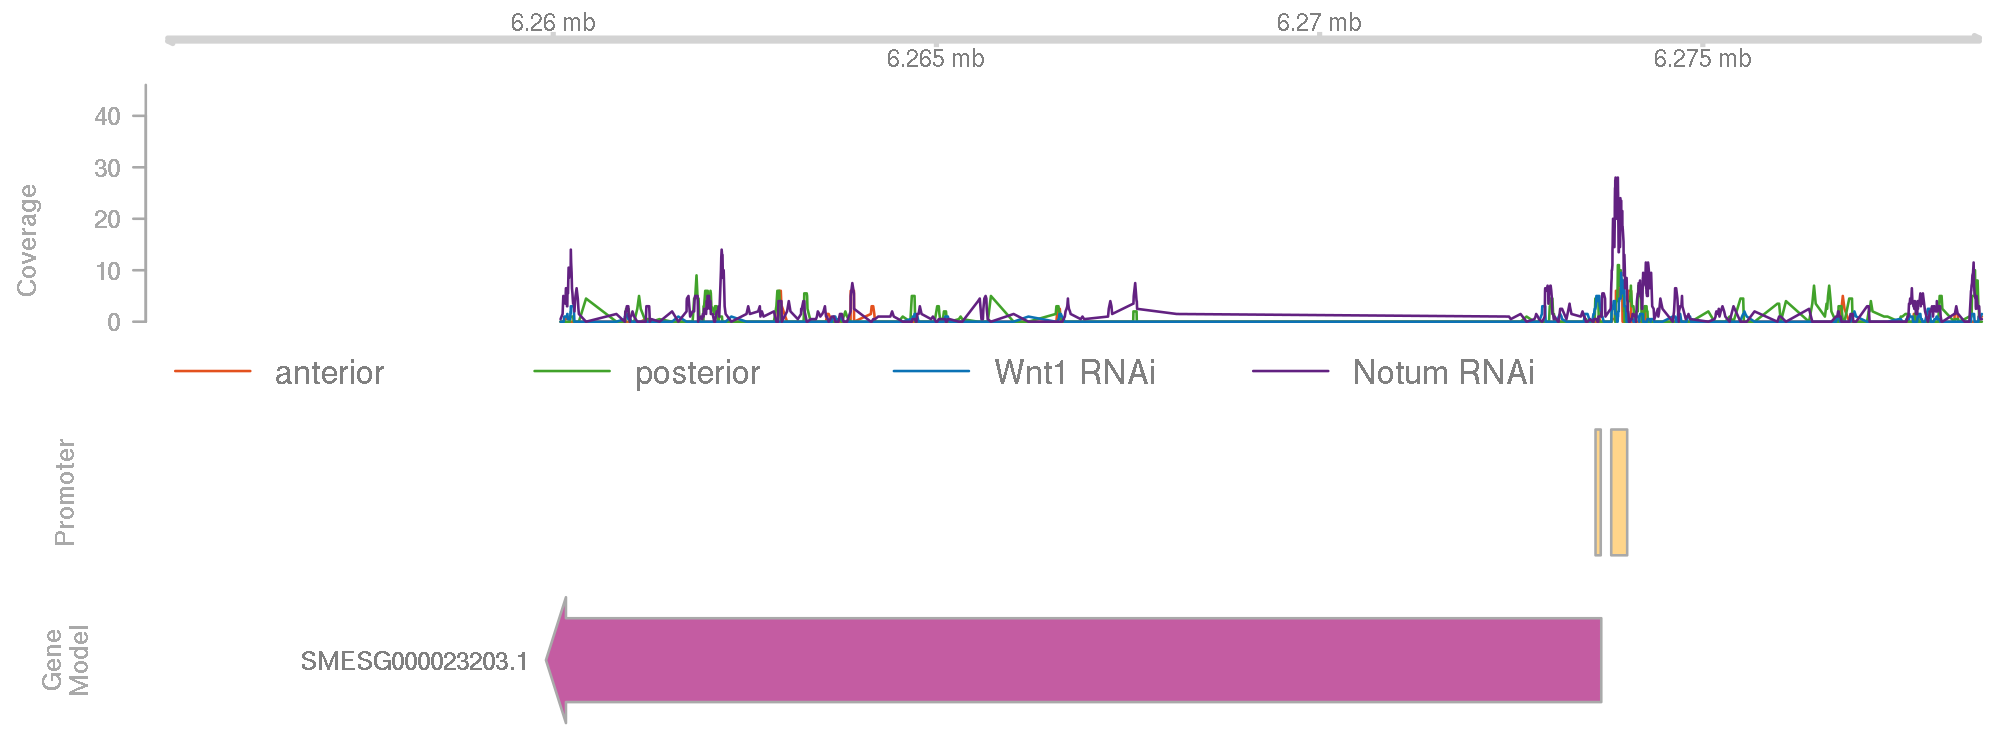 6.26 mb
6.27 mb
6.265 mb
6.275 mb
Coverage
40
30
20
10
0
anterior posterior Wnt1 RNAi Notum RNAi
Promoter
Gene
Model
SMESG000023203.1